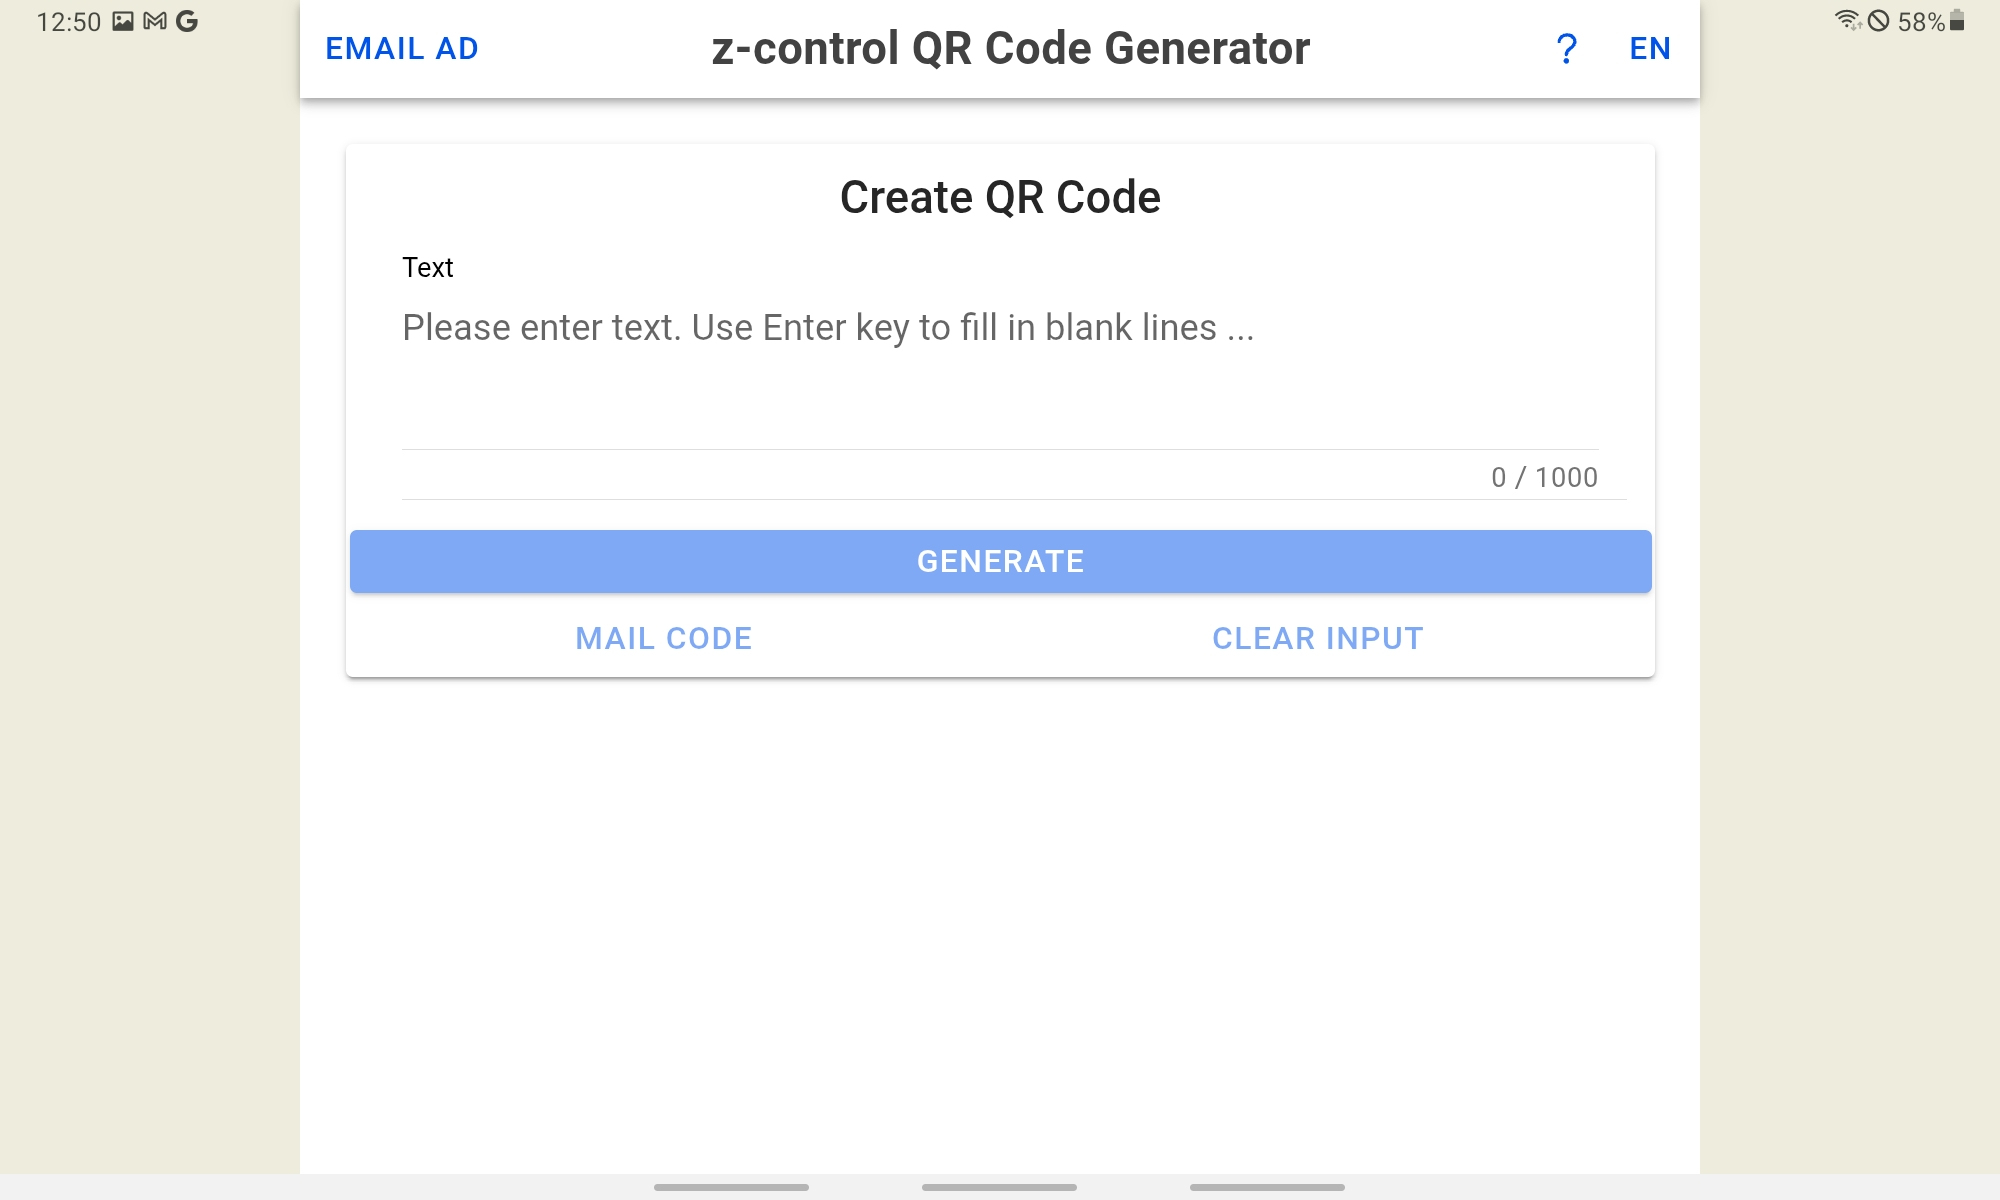 12:50
58%
EMAIL AD
z-control QR Code Generator
?
EN
Create QR Code
Text
Please enter text. Use Enter key to fill in blank lines ...
0 / 1000
GENERATE
MAIL CODE
CLEAR INPUT